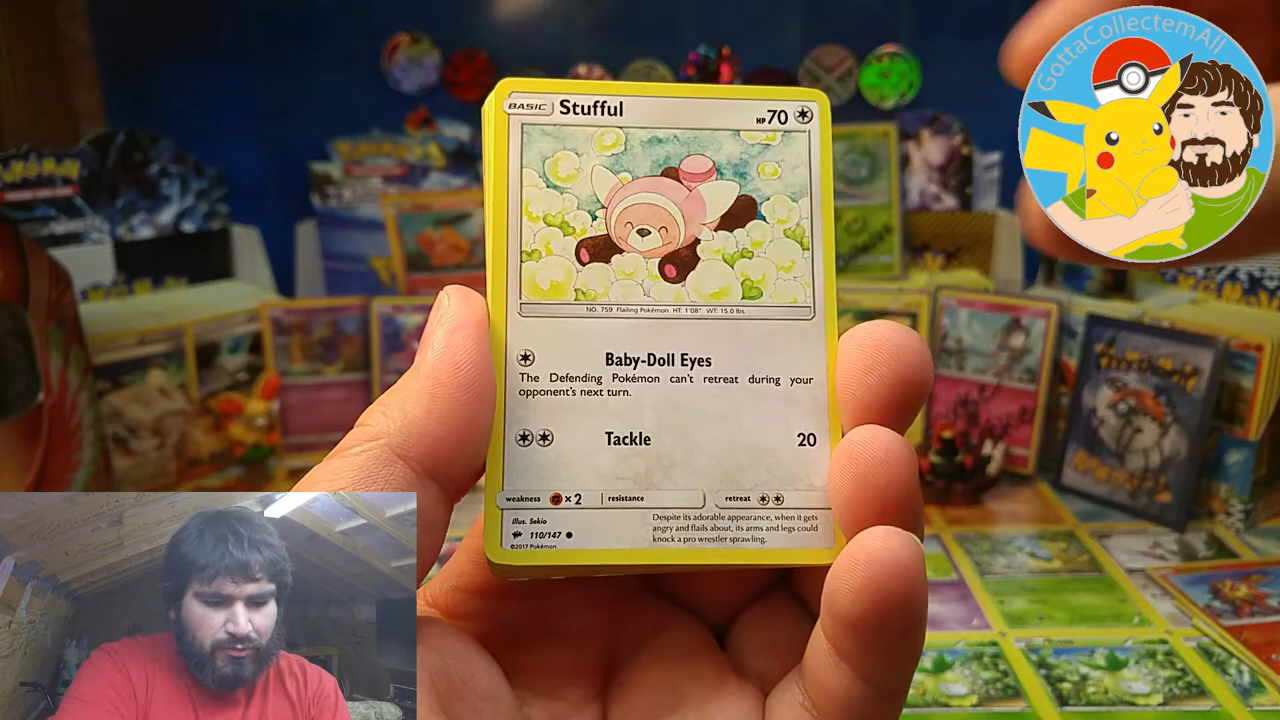 GottaCollectemAll
BASIC Stufful HP 70
NO. 759 Flailing Pokémon HT: 1'08" WT: 15.0 lbs.
Baby-Doll Eyes
The Defending Pokémon can't retreat during your
opponent's next turn.
Tackle 20
weakness ×2 resistance retreat
Illus. Sekio
110/147
©2017 Pokémon
Despite its adorable appearance, when it gets
angry and flails about, its arms and legs could
knock a pro wrestler sprawling.
POKÉMON